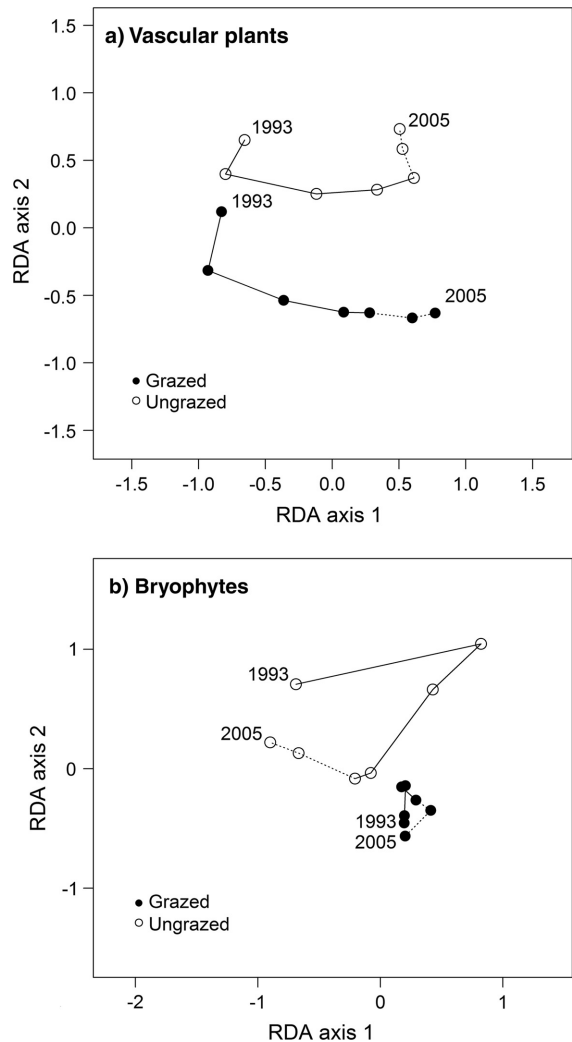 a) Vascular plants
1.5
1.0
0.5
0.0
-0.5
-1.0
-1.5
RDA axis 2
1993
2005
1993
2005
Grazed
Ungrazed
-1.5 -1.0 -0.5 0.0 0.5 1.0 1.5
RDA axis 1
b) Bryophytes
1
0
-1
RDA axis 2
1993
2005
1993
2005
Grazed
Ungrazed
-2 -1 0 1
RDA axis 1